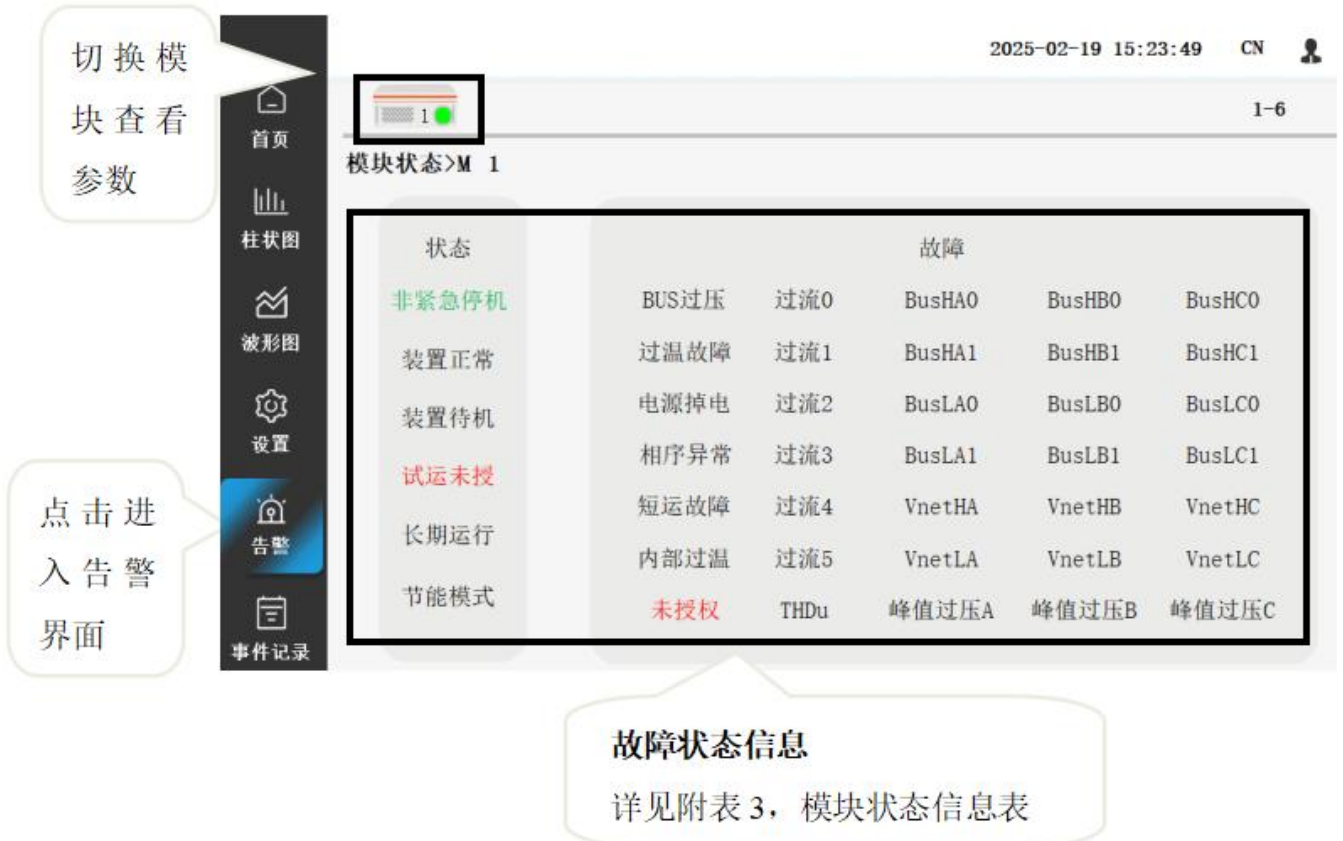 切换模
块查看
参数
2025-02-19 15:23:49 CN
首页
1
1-6
模块状态>M 1
柱状图
波形图
设置
告警
事件记录
点击进
入告警
界面
状态
非紧急停机
装置正常
装置待机
试运未授
长期运行
节能模式
故障
BUS过压 过流0 BusHA0 BusHB0 BusHC0
过温故障 过流1 BusHA1 BusHB1 BusHC1
电源掉电 过流2 BusLA0 BusLB0 BusLC0
相序异常 过流3 BusLA1 BusLB1 BusLC1
短运故障 过流4 VnetHA VnetHB VnetHC
内部过温 过流5 VnetLA VnetLB VnetLC
未授权 THDu 峰值过压A 峰值过压B 峰值过压C
故障状态信息
详见附表 3，模块状态信息表